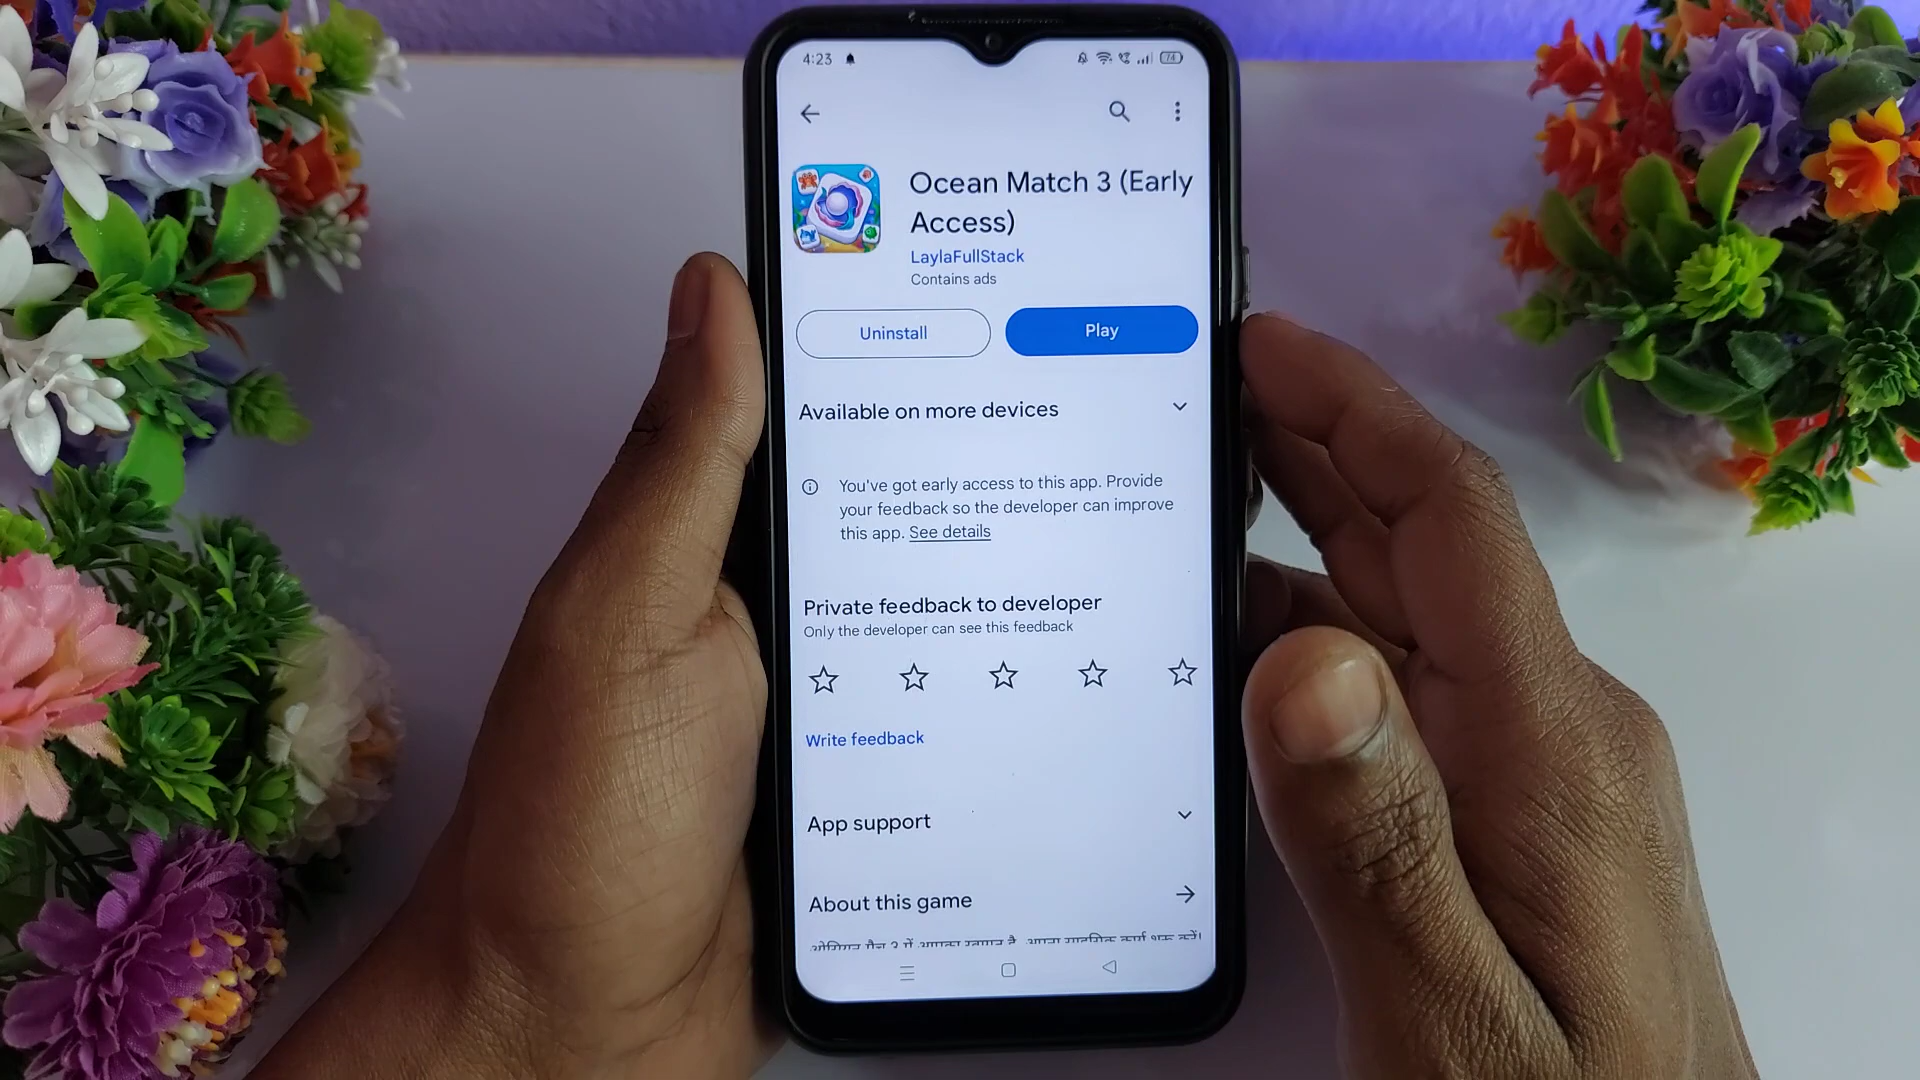 4:23
74
Ocean Match 3 (Early
Access)
LaylaFullStack
Contains ads
Uninstall
Play
Available on more devices
You've got early access to this app. Provide
your feedback so the developer can improve
this app. See details
Private feedback to developer
Only the developer can see this feedback
Write feedback
App support
About this game